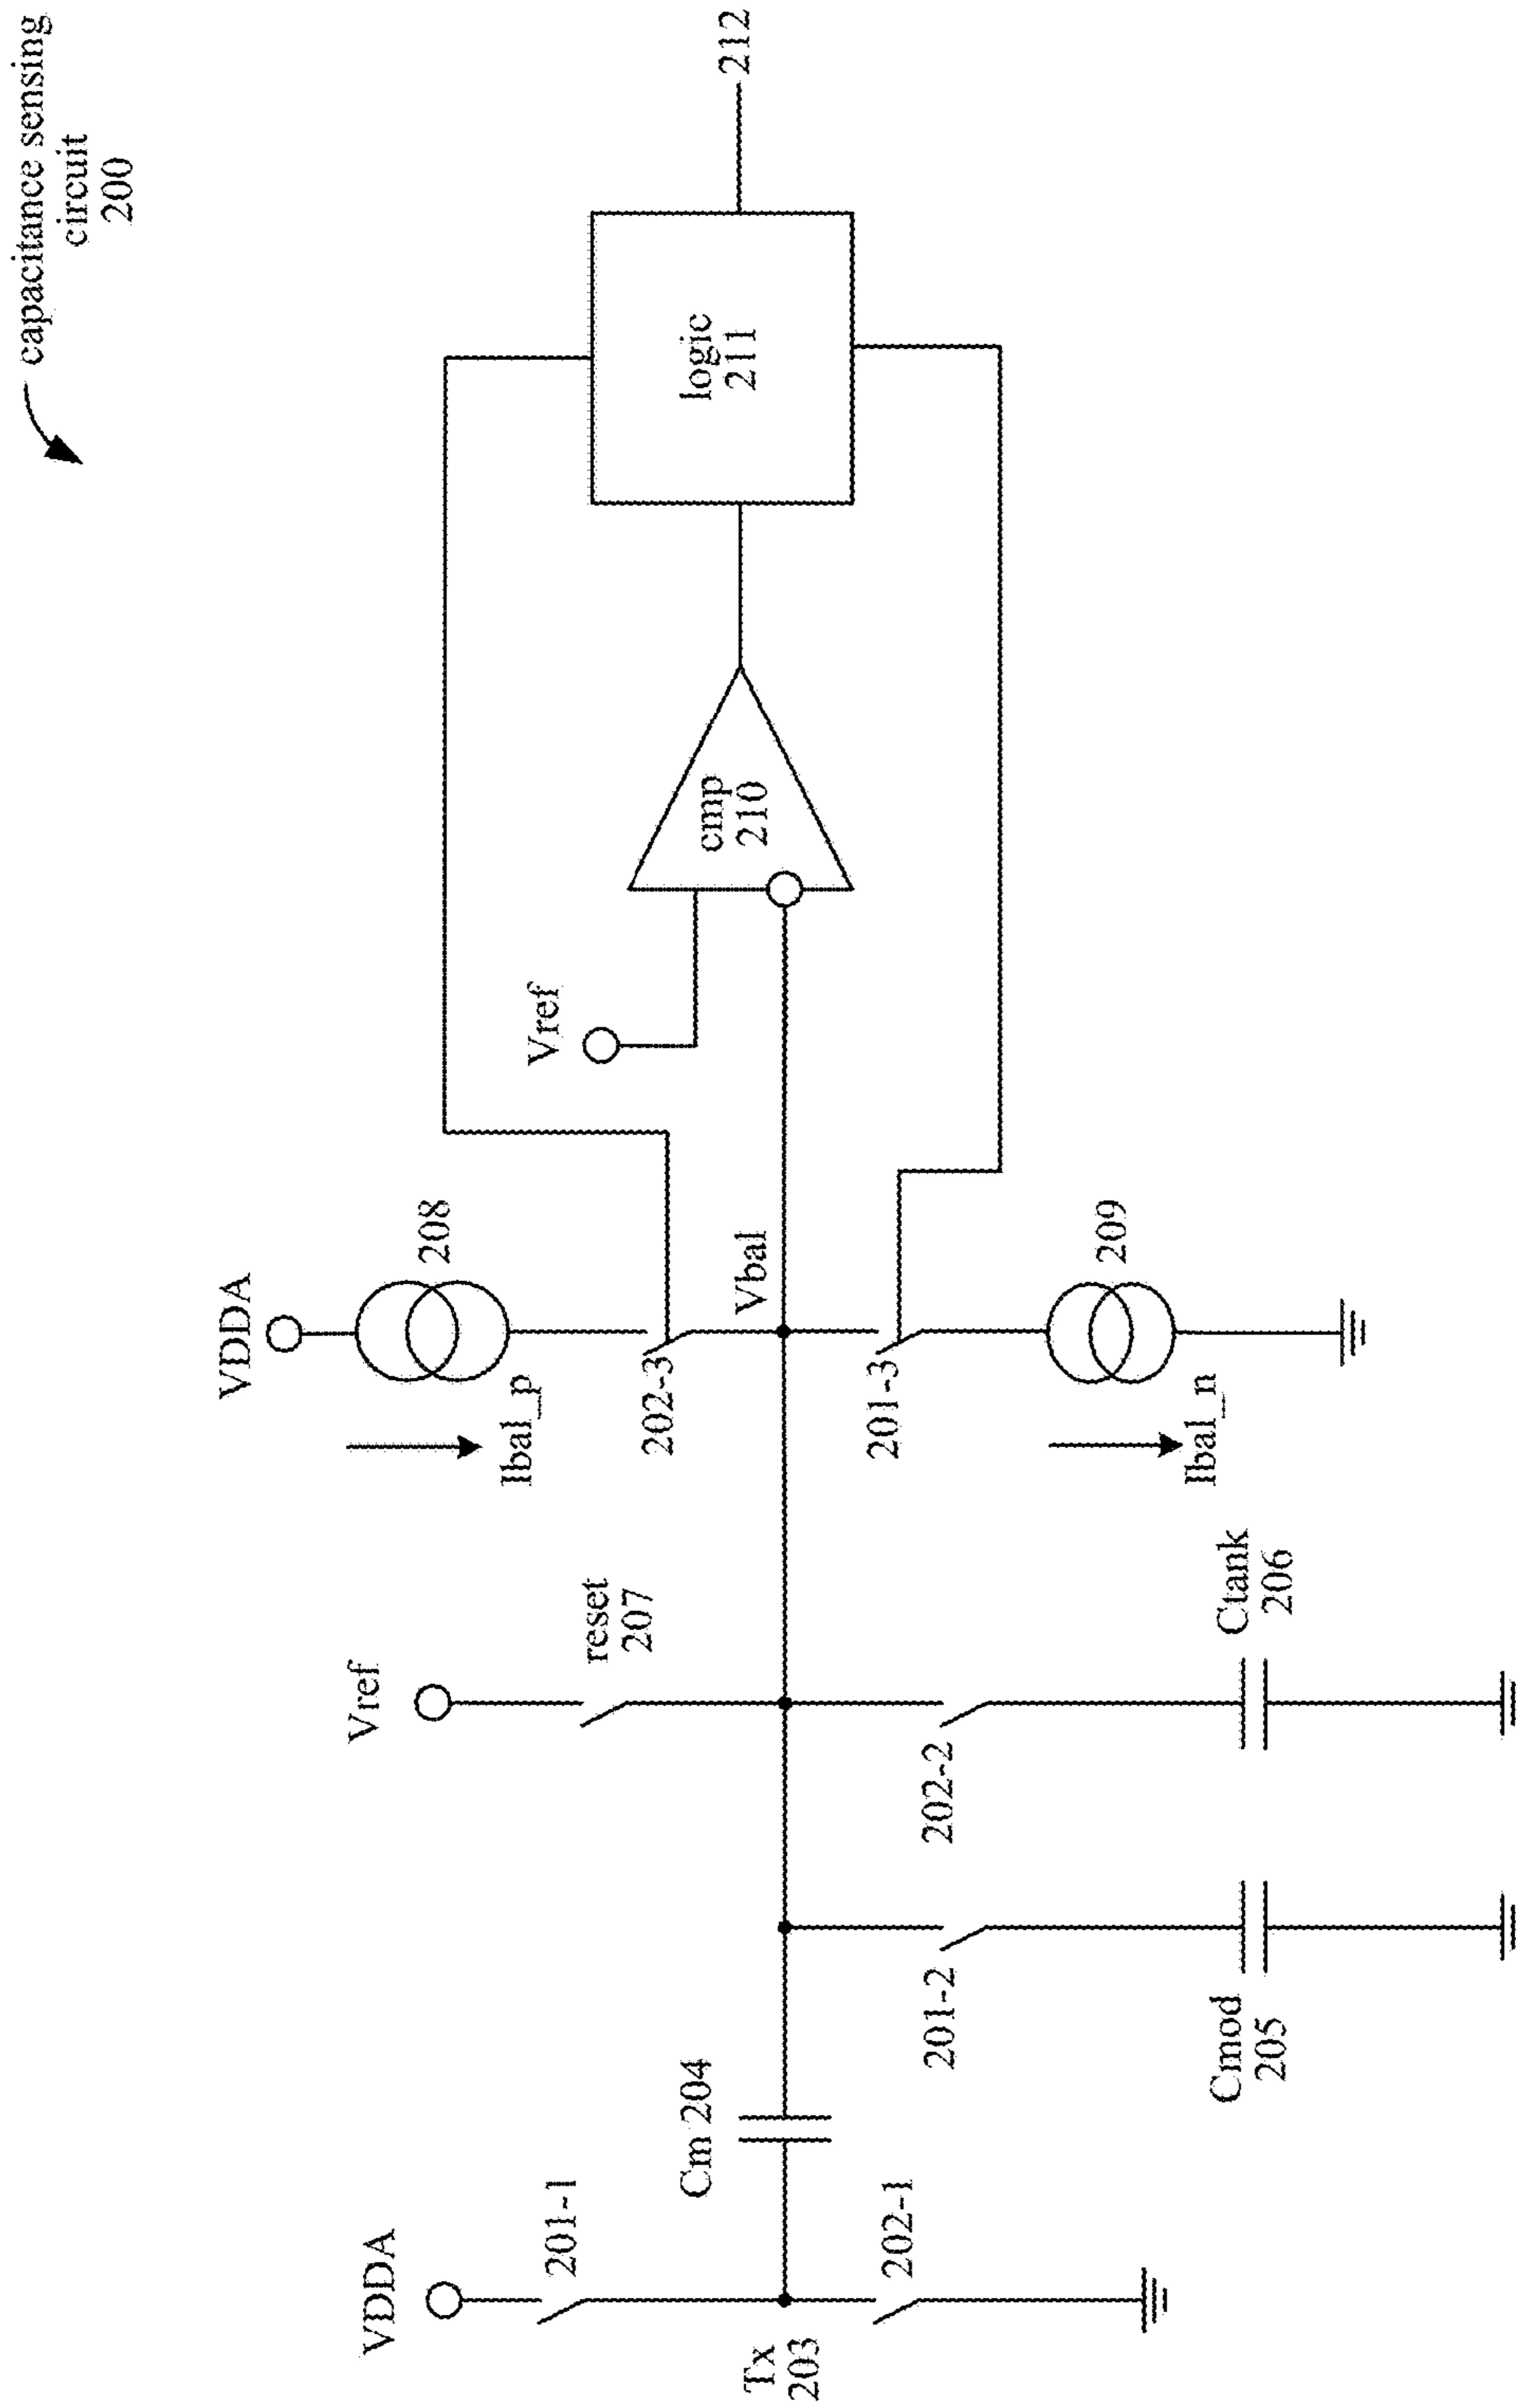 capacitance sensing
circuit
200
VDDA
201-1
Tx
203
202-1
Cm 204
201-2
Cmod
205
Vref
reset
207
202-2
Ctank
206
VDDA
208
Ibal_p
202-3
Vbal
201-3
209
Ibal_n
Vref
cmp
210
logic
211
212